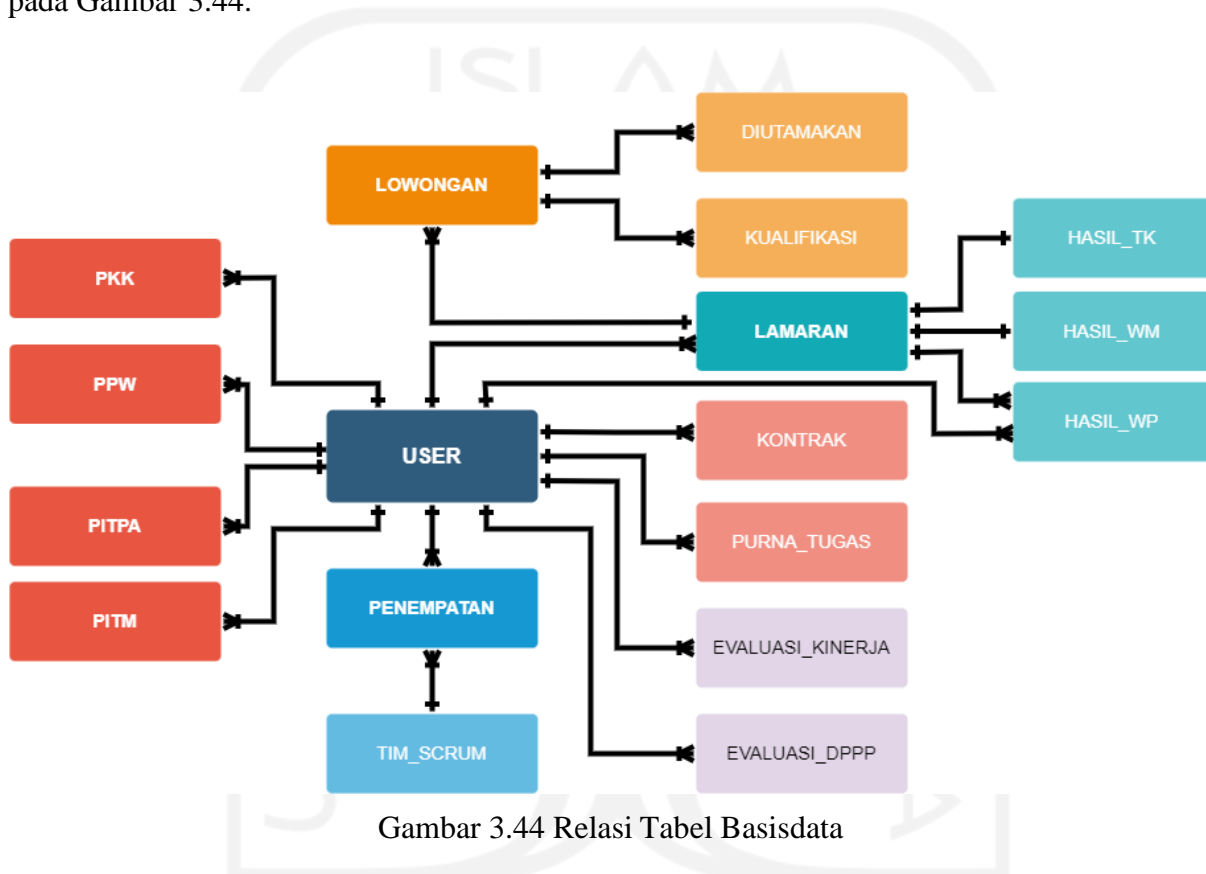 pada Gambar 3.44.
ISLAM
DIUTAMAKAN
LOWONGAN
KUALIFIKASI
HASIL_TK
PKK
LAMARAN
HASIL_WM
PPW
HASIL_WP
USER
KONTRAK
PITPA
PURNA_TUGAS
PITM
PENEMPATAN
EVALUASI_KINERJA
TIM_SCRUM
EVALUASI_DPPP
Gambar 3.44 Relasi Tabel Basisdata